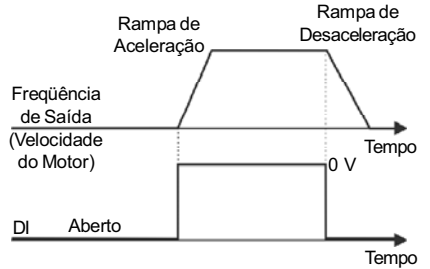 Rampa de
Aceleração
Rampa de
Desaceleração
Freqüência
de Saída
(Velocidade
do Motor)
Tempo
0 V
DI
Aberto
Tempo